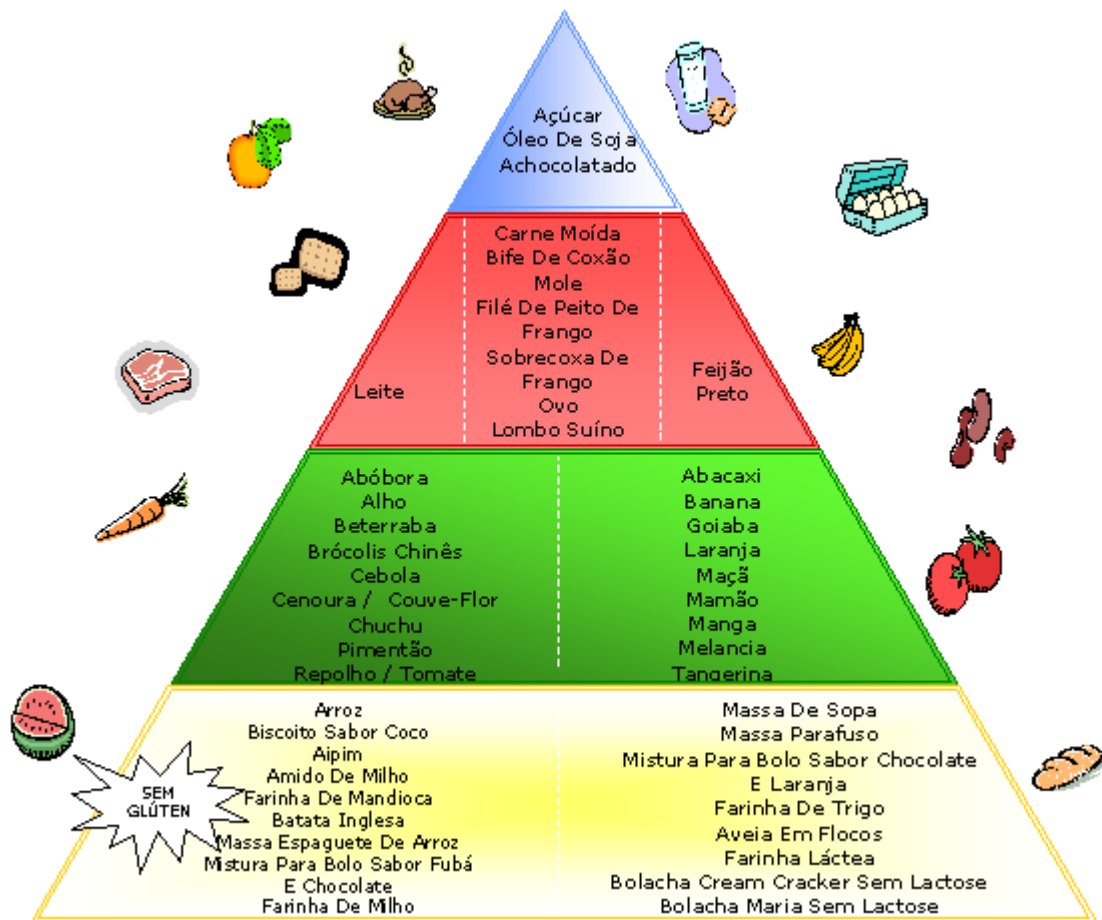 Açúcar
Óleo De Soja
Achocolatado
Leite
Carne Moída
Bife De Coxão
Mole
Filé De Peito De
Frango
Sobrecoxa De
Frango
Ovo
Lombo Suíno
Feijão
Preto
Abóbora
Alho
Beterraba
Brócolis Chinês
Cebola
Cenoura / Couve-Flor
Chuchu
Pimentão
Repolho / Tomate
Abacaxi
Banana
Goiaba
Laranja
Maçã
Mamão
Manga
Melancia
Tangerina
SEM
GLÚTEN
Arroz
Biscoito Sabor Coco
Aipim
Amido De Milho
Farinha De Mandioca
Batata Inglesa
Massa Espaguete De Arroz
Mistura Para Bolo Sabor Fubá
E Chocolate
Farinha De Milho
Massa De Sopa
Massa Parafuso
Mistura Para Bolo Sabor Chocolate
E Laranja
Farinha De Trigo
Aveia Em Flocos
Farinha Láctea
Bolacha Cream Cracker Sem Lactose
Bolacha Maria Sem Lactose